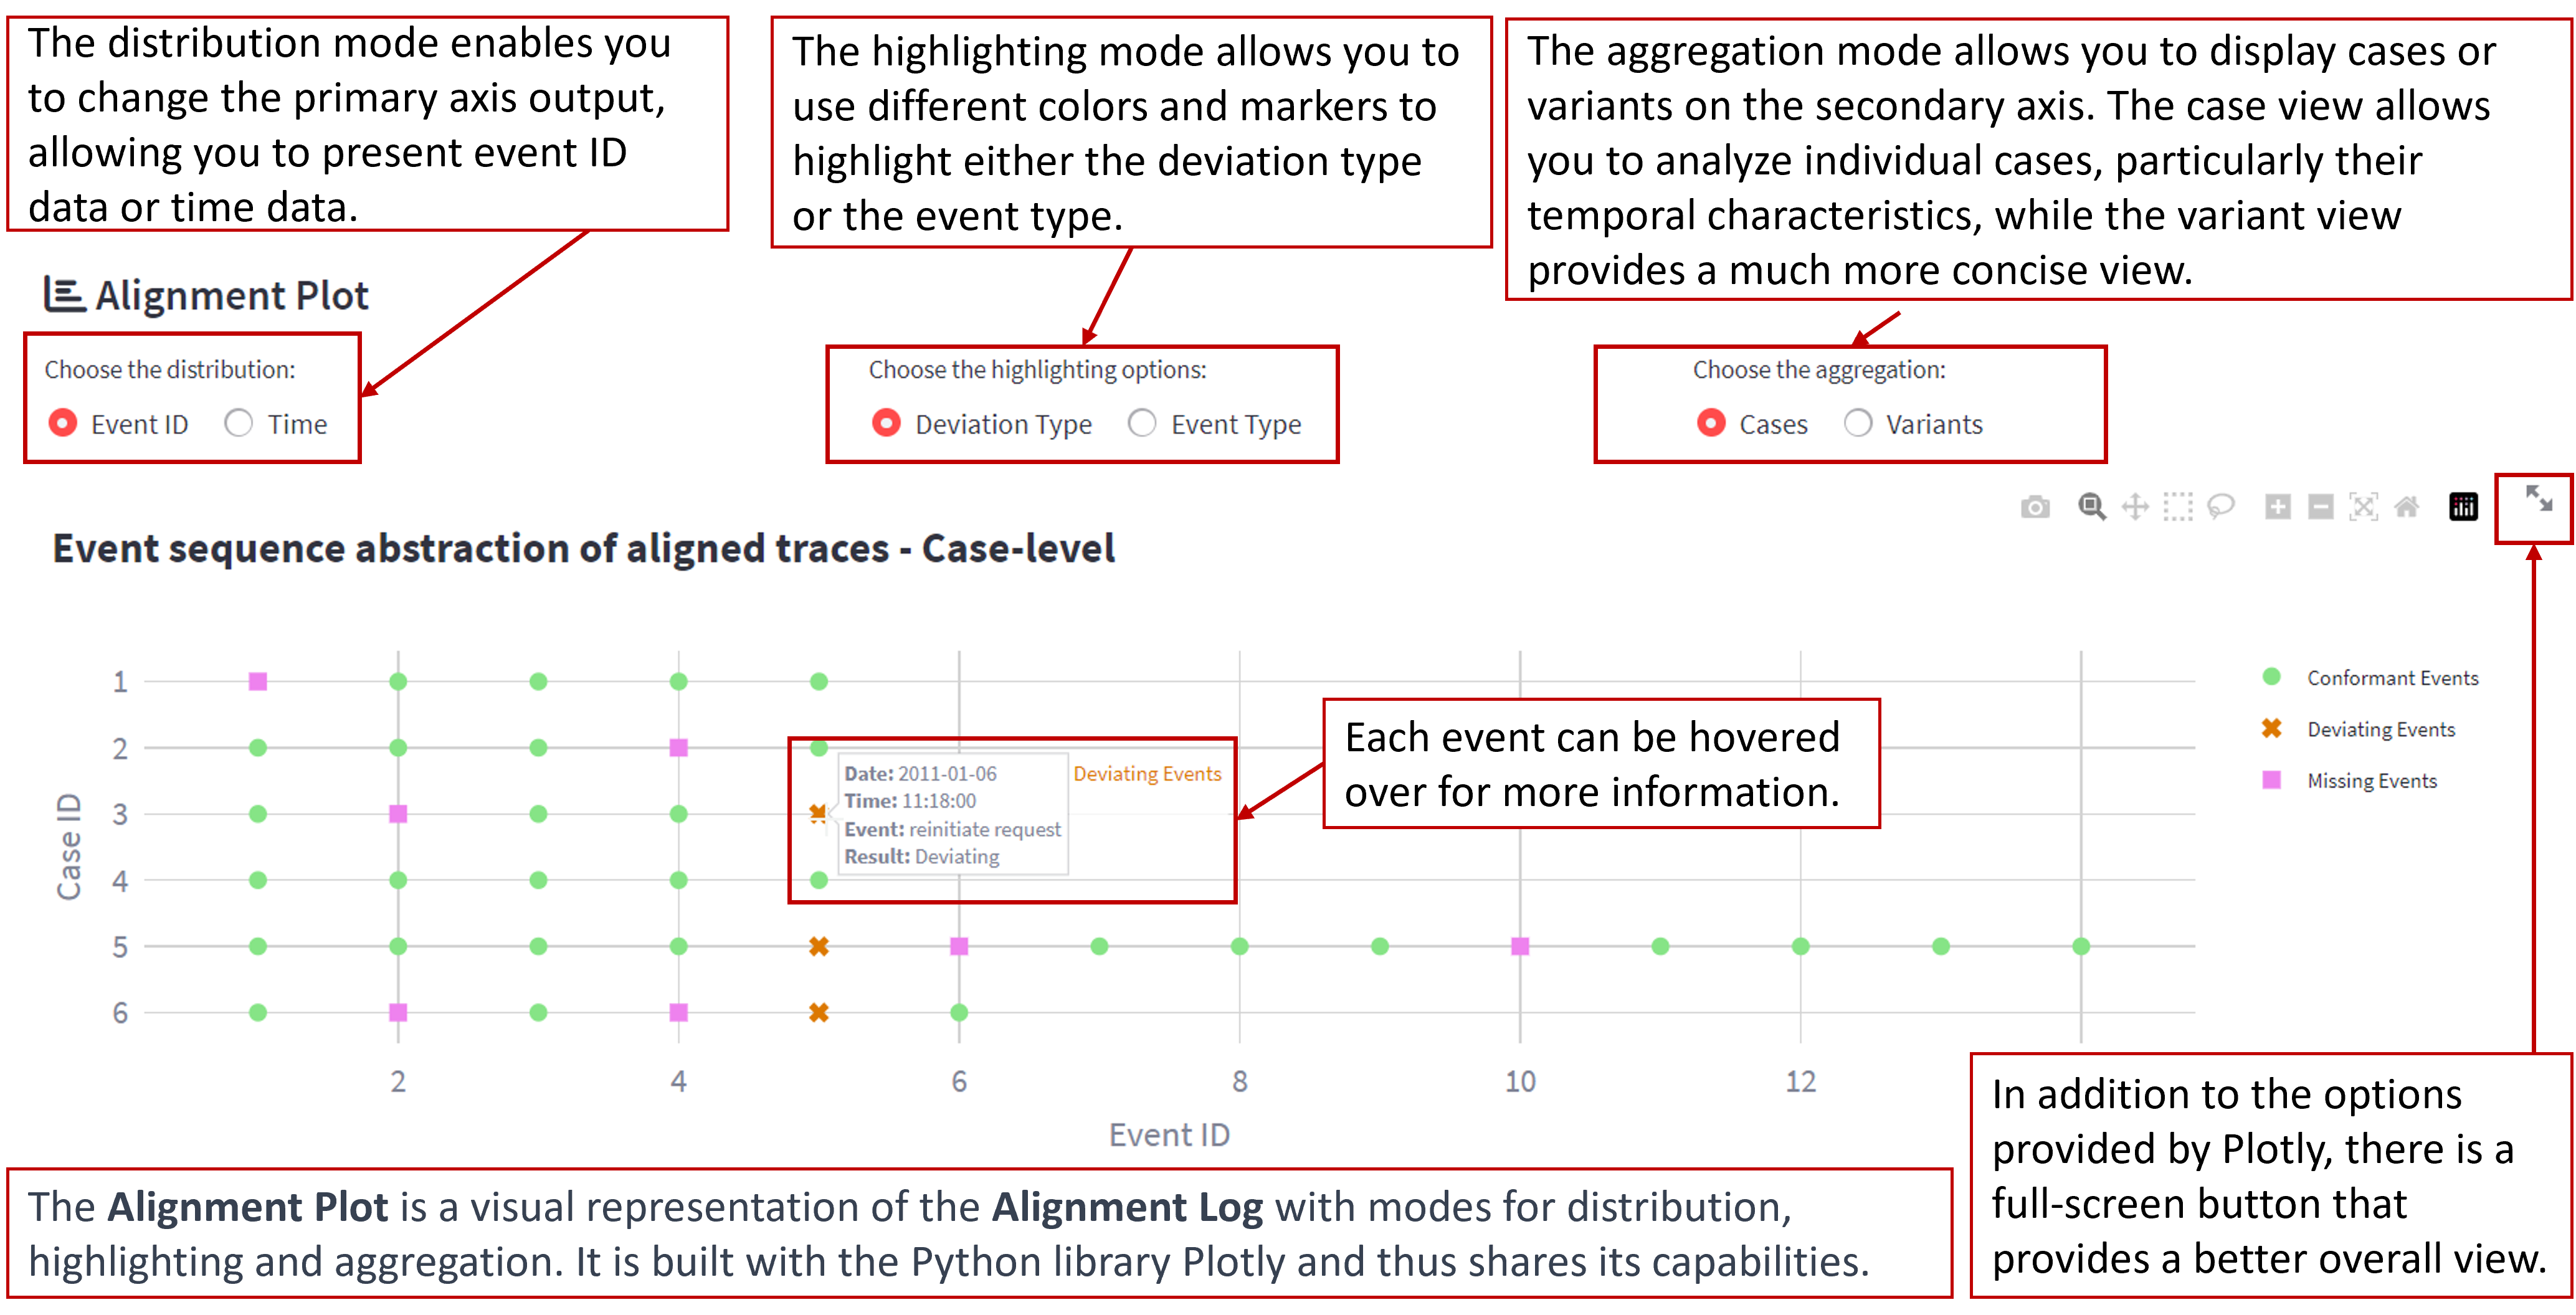 The distribution mode enables you
to change the primary axis output,
allowing you to present event ID
data or time data.
The highlighting mode allows you to
use different colors and markers to
highlight either the deviation type
or the event type.
The aggregation mode allows you to display cases or
variants on the secondary axis. The case view allows
you to analyze individual cases, particularly their
temporal characteristics, while the variant view
provides a much more concise view.
Alignment Plot
Choose the distribution:
Event ID Time
Choose the highlighting options:
Deviation Type Event Type
Choose the aggregation:
Cases Variants
Event sequence abstraction of aligned traces - Case-level
Case ID
1
2
3
4
5
6
Date: 2011-01-06
Time: 11:18:00
Event: reinitiate request
Result: Deviating
Deviating Events
Each event can be hovered
over for more information.
Conformant Events
Deviating Events
Missing Events
2 4 6 8 10 12
Event ID
In addition to the options
provided by Plotly, there is a
full-screen button that
provides a better overall view.
The Alignment Plot is a visual representation of the Alignment Log with modes for distribution,
highlighting and aggregation. It is built with the Python library Plotly and thus shares its capabilities.